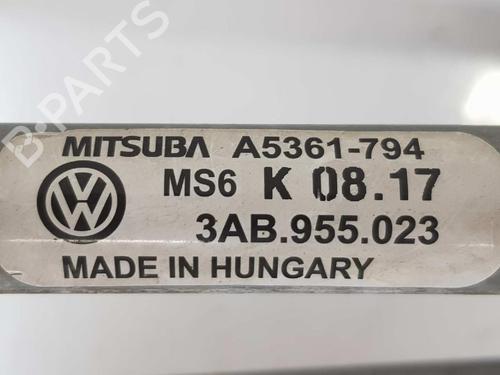 B-PARTS
MITSUBA A5361-794
MS6 K 08.17
3AB.955.023
MADE IN HUNGARY